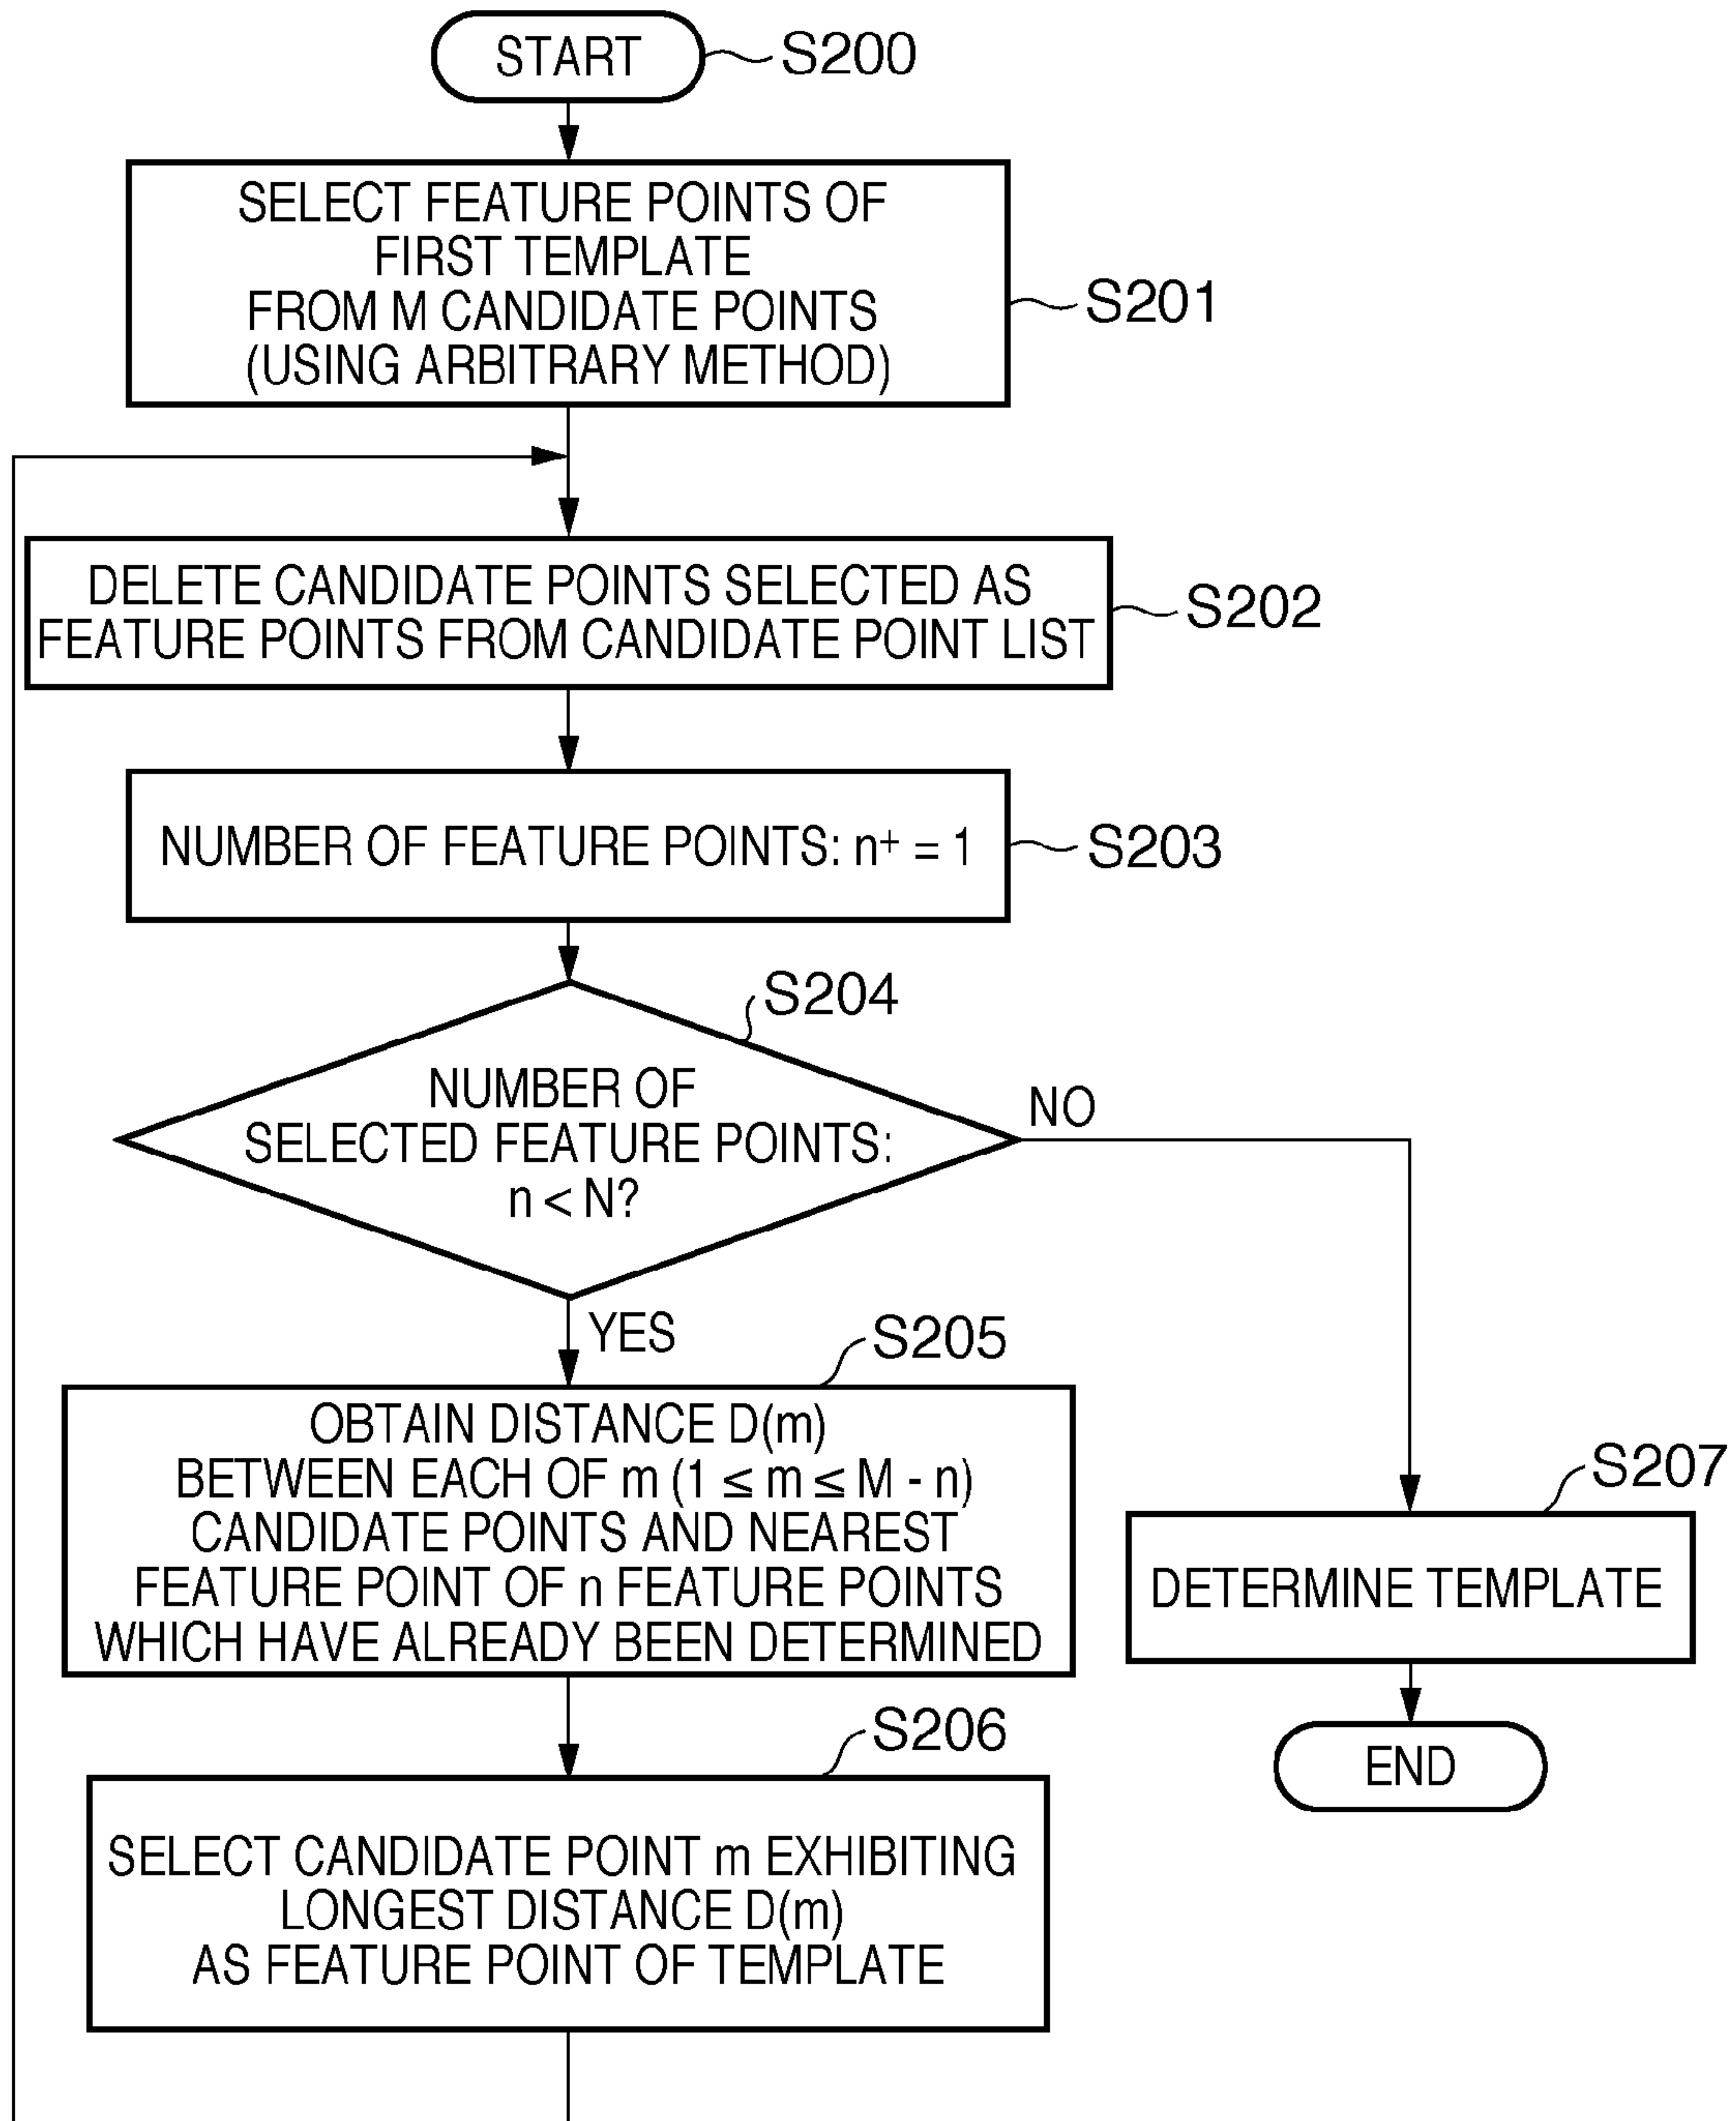 START
S200
SELECT FEATURE POINTS OF
FIRST TEMPLATE
FROM M CANDIDATE POINTS
(USING ARBITRARY METHOD)
S201
DELETE CANDIDATE POINTS SELECTED AS
FEATURE POINTS FROM CANDIDATE POINT LIST
S202
NUMBER OF FEATURE POINTS: n⁺ = 1
S203
S204
NUMBER OF
SELECTED FEATURE POINTS:
n < N?
NO
YES
S205
OBTAIN DISTANCE D(m)
BETWEEN EACH OF m (1 ≤ m ≤ M - n)
CANDIDATE POINTS AND NEAREST
FEATURE POINT OF n FEATURE POINTS
WHICH HAVE ALREADY BEEN DETERMINED
S207
DETERMINE TEMPLATE
S206
SELECT CANDIDATE POINT m EXHIBITING
LONGEST DISTANCE D(m)
AS FEATURE POINT OF TEMPLATE
END